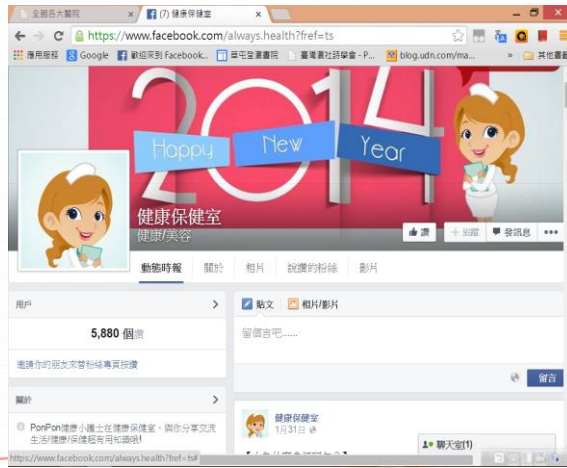 全國各大醫院
(7) 健康保健室
https://www.facebook.com/always.health?fref=ts
應用服務 Google 歡迎來到 Facebook... 草屯登瀛書院 臺灣瀛社詩學會 - P... blog.udn.com/ma... » 其他書籤
2014
Happy New Year
健康保健室
健康/美容
讚 追蹤 發訊息
動態時報 關於 相片 說讚的粉絲 影片
用戶
5,880 個讚
邀請你的朋友來替粉絲專頁按讚
關於
PonPon健康小護士在健康保健室，與你分享交流
生活/健康/保健超有用知識哦!
貼文 相片/影片
留個言吧......
留言
健康保健室
1月31日
聊天室(1)
https://www.facebook.com/always.health?fref=ts#